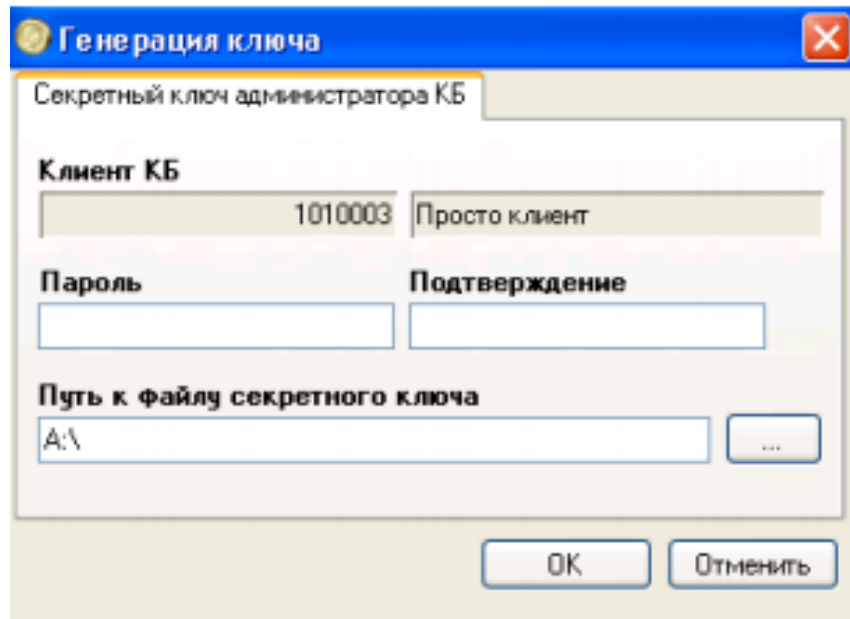 Генерация ключа
Секретный ключ администратора КБ
Клиент КБ
1010003 Просто клиент
Пароль Подтверждение
Путь к файлу секретного ключа
A:\
...
OK Отменить